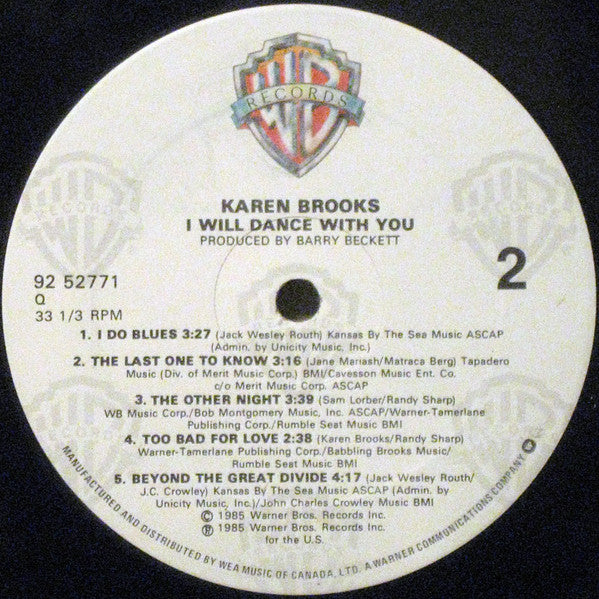 WB
RECORDS
KAREN BROOKS
I WILL DANCE WITH YOU
PRODUCED BY BARRY BECKETT
92 52771
Q
33 1/3 RPM
2
1. I DO BLUES 3:27 (Jack Wesley Routh) Kansas By The Sea Music ASCAP
(Admin. by Unicity Music, Inc.)
2. THE LAST ONE TO KNOW 3:16 (Jane Mariash/Matraca Berg) Tapadero
Music (Div. of Merit Music Corp.) BMI/Cavesson Music Ent. Co.
c/o Merit Music Corp. ASCAP
3. THE OTHER NIGHT 3:39 (Sam Lorber/Randy Sharp)
WB Music Corp./Bob Montgomery Music, Inc. ASCAP/Warner-Tamerlane
Publishing Corp./Rumble Seat Music BMI
4. TOO BAD FOR LOVE 2:38 (Karen Brooks/Randy Sharp)
Warner-Tamerlane Publishing Corp./Babbling Brooks Music/
Rumble Seat Music BMI
5. BEYOND THE GREAT DIVIDE 4:17 (Jack Wesley Routh/
J.C. Crowley) Kansas By The Sea Music ASCAP (Admin. by
Unicity Music, Inc.)/John Charles Crowley Music BMI
© 1985 Warner Bros. Records Inc.
℗ 1985 Warner Bros. Records Inc.
for the U.S.
MANUFACTURED AND DISTRIBUTED BY WEA MUSIC OF CANADA, LTD. A WARNER COMMUNICATIONS COMPANY